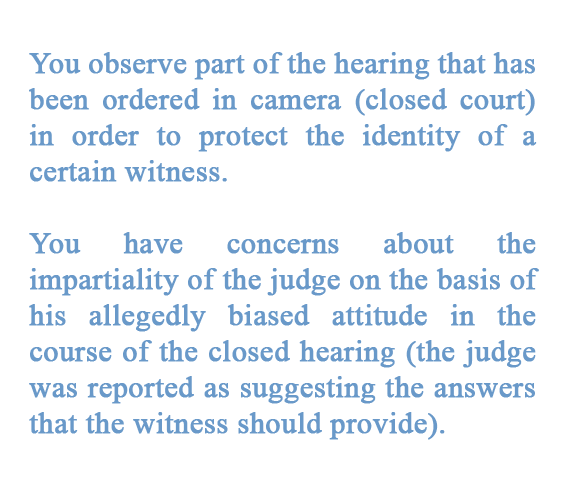 You observe part of the hearing that has
been ordered in camera (closed court)
in order to protect the identity of a
certain witness.
You have concerns about the
impartiality of the judge on the basis of
his allegedly biased attitude in the
course of the closed hearing (the judge
was reported as suggesting the answers
that the witness should provide).